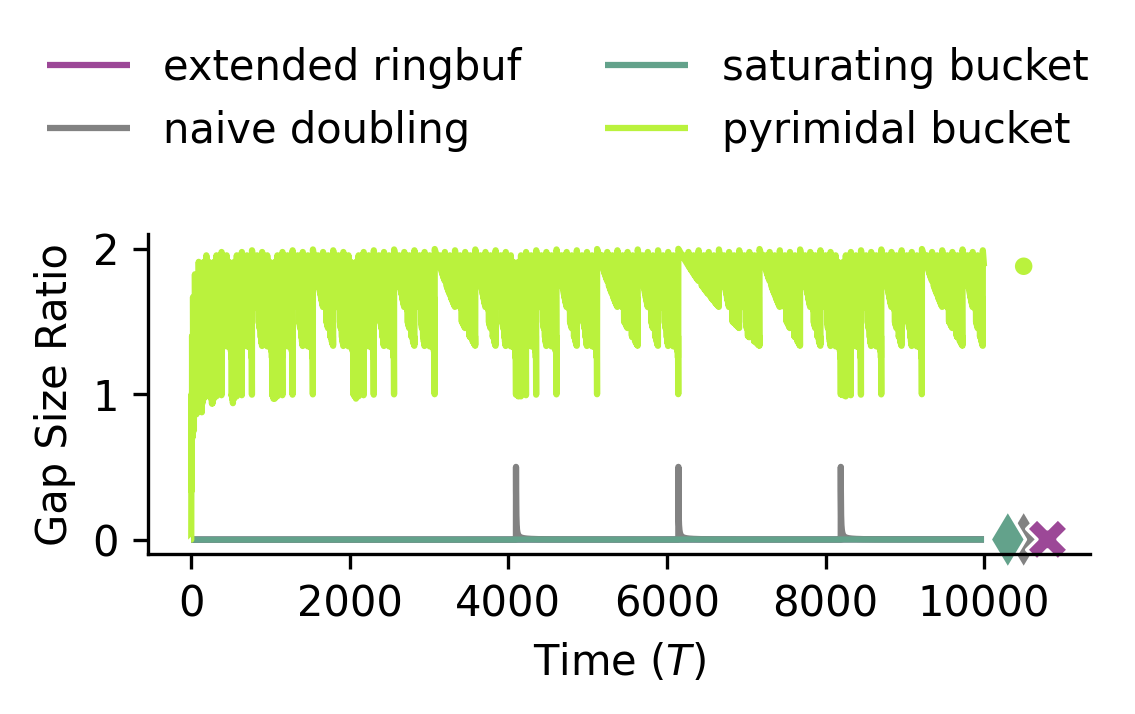 extended ringbuf
saturating bucket
naive doubling
pyrimidal bucket
Gap Size Ratio
2
1
0
0
2000
4000
6000
8000
10000
Time (T)